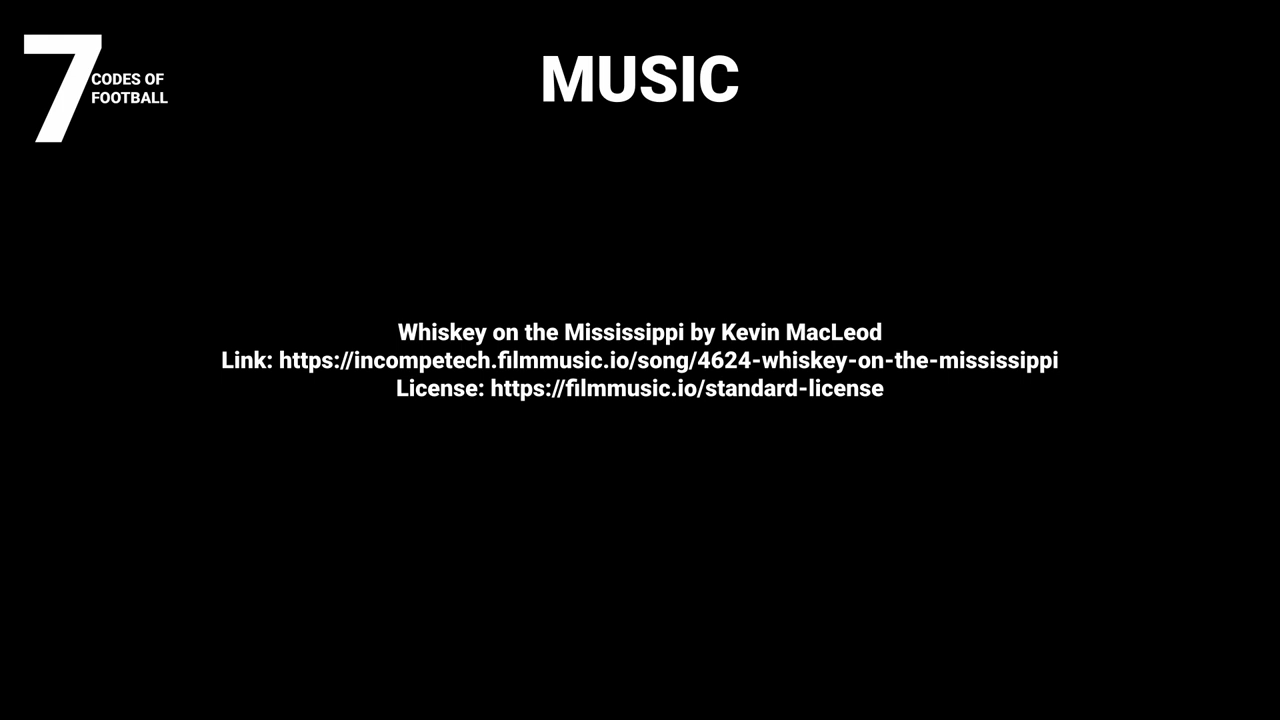 7
CODES OF
FOOTBALL
MUSIC
Whiskey on the Mississippi by Kevin MacLeod
Link: https://incompetech.filmmusic.io/song/4624-whiskey-on-the-mississippi
License: https://filmmusic.io/standard-license